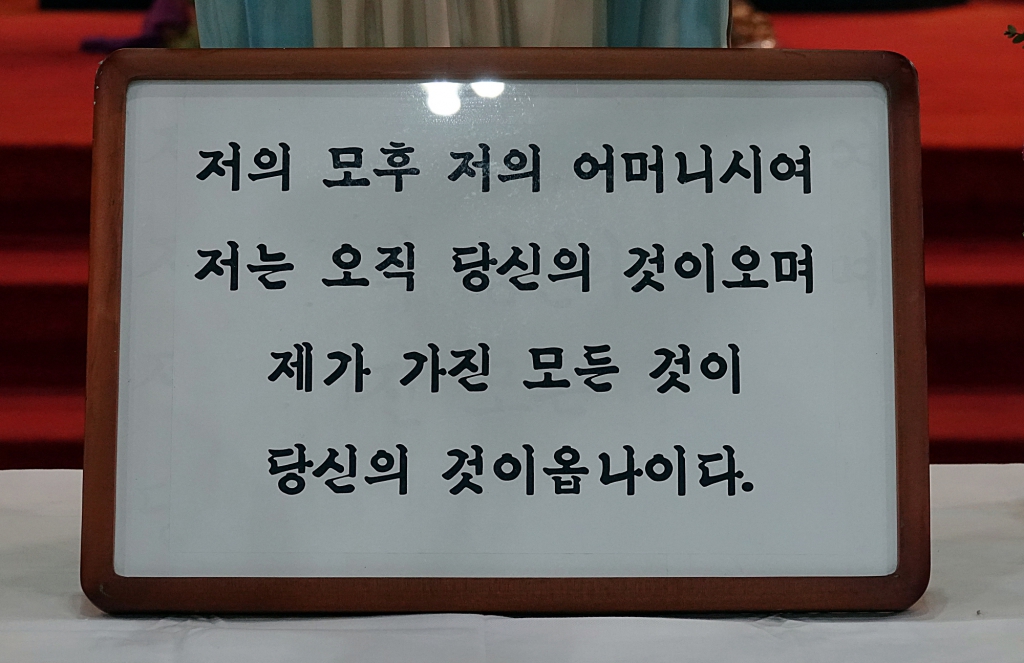 저의 모후 저의 어머니시여
저는 오직 당신의 것이오며
제가 가진 모든 것이
당신의 것이옵나이다.